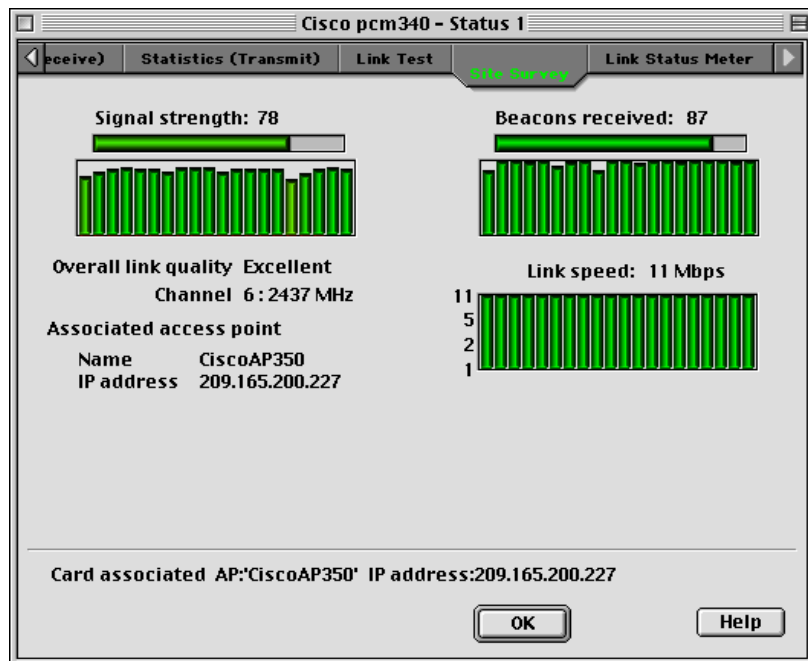 Cisco pcm340 - Status 1
eceive) Statistics (Transmit) Link Test Site Survey Link Status Meter
Signal strength: 78
Beacons received: 87
Overall link quality Excellent
Channel 6 : 2437 MHz
Link speed: 11 Mbps
11
5
2
1
Associated access point
Name CiscoAP350
IP address 209.165.200.227
Card associated AP:'CiscoAP350' IP address:209.165.200.227
OK Help